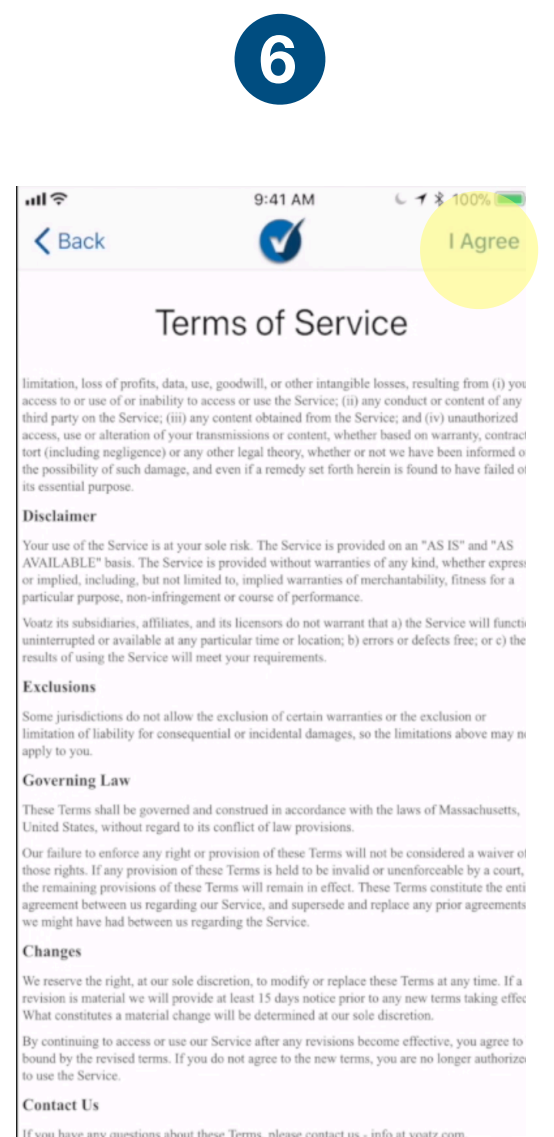 6
9:41 AM
100%
Back
I Agree
Terms of Service
limitation, loss of profits, data, use, goodwill, or other intangible losses, resulting from (i) you
access to or use of or inability to access or use the Service; (ii) any conduct or content of any
third party on the Service; (iii) any content obtained from the Service; and (iv) unauthorized
access, use or alteration of your transmissions or content, whether based on warranty, contract
tort (including negligence) or any other legal theory, whether or not we have been informed o
the possibility of such damage, and even if a remedy set forth herein is found to have failed of
its essential purpose.
Disclaimer
Your use of the Service is at your sole risk. The Service is provided on an "AS IS" and "AS
AVAILABLE" basis. The Service is provided without warranties of any kind, whether expres
or implied, including, but not limited to, implied warranties of merchantability, fitness for a
particular purpose, non-infringement or course of performance.
Voatz its subsidiaries, affiliates, and its licensors do not warrant that a) the Service will functi
uninterrupted or available at any particular time or location; b) errors or defects free; or c) the
results of using the Service will meet your requirements.
Exclusions
Some jurisdictions do not allow the exclusion of certain warranties or the exclusion or
limitation of liability for consequential or incidental damages, so the limitations above may n
apply to you.
Governing Law
These Terms shall be governed and construed in accordance with the laws of Massachusetts,
United States, without regard to its conflict of law provisions.
Our failure to enforce any right or provision of these Terms will not be considered a waiver of
those rights. If any provision of these Terms is held to be invalid or unenforceable by a court,
the remaining provisions of these Terms will remain in effect. These Terms constitute the enti
agreement between us regarding our Service, and supersede and replace any prior agreements
we might have had between us regarding the Service.
Changes
We reserve the right, at our sole discretion, to modify or replace these Terms at any time. If a
revision is material we will provide at least 15 days notice prior to any new terms taking effec
What constitutes a material change will be determined at our sole discretion.
By continuing to access or use our Service after any revisions become effective, you agree to
bound by the revised terms. If you do not agree to the new terms, you are no longer authorize
to use the Service.
Contact Us
If you have any questions about these Terms, please contact us - info at voatz.com